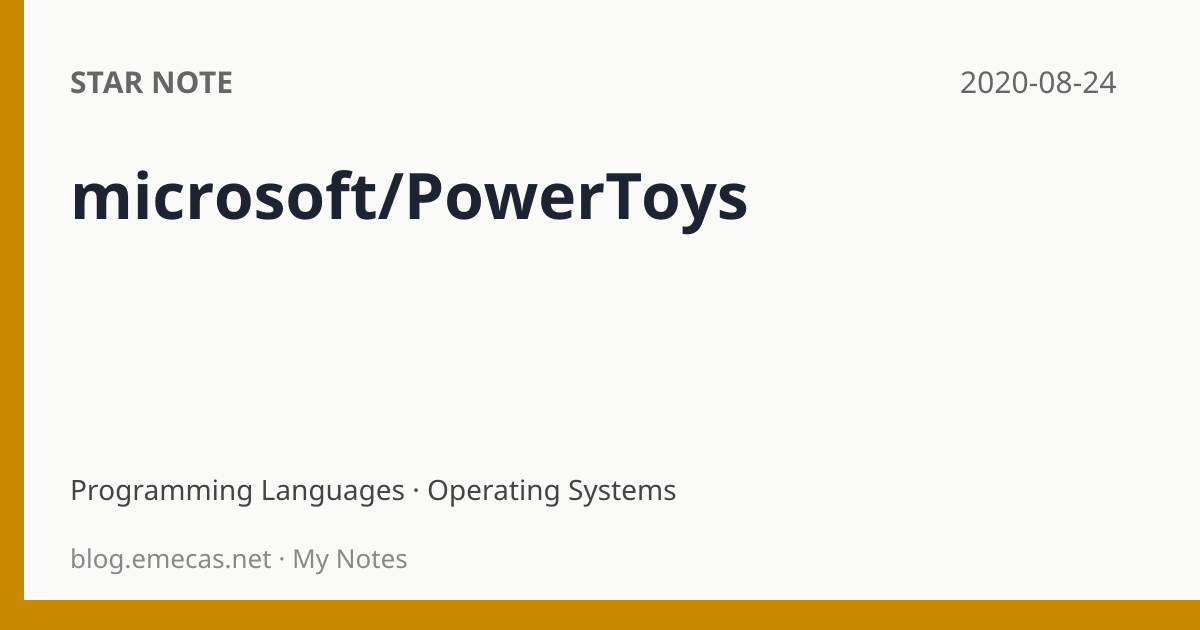 STAR NOTE
2020-08-24
microsoft/PowerToys
Programming Languages · Operating Systems
blog.emecas.net · My Notes